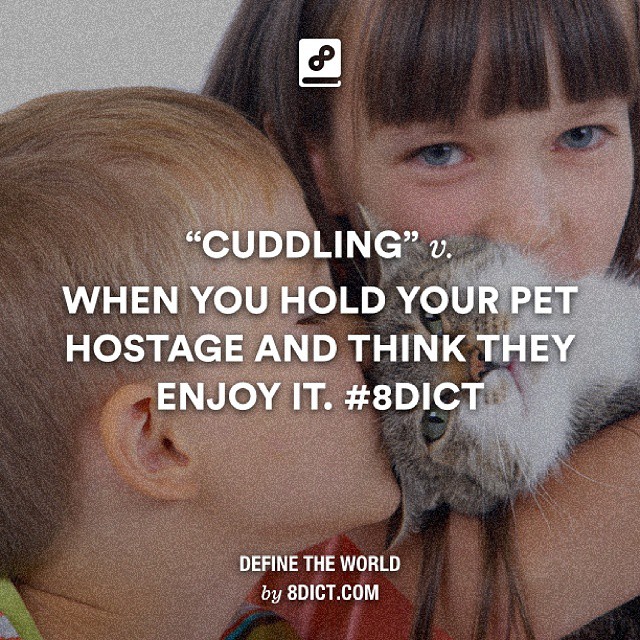 “CUDDLING” v.
WHEN YOU HOLD YOUR PET
HOSTAGE AND THINK THEY
ENJOY IT. #8DICT
DEFINE THE WORLD
by 8DICT.COM